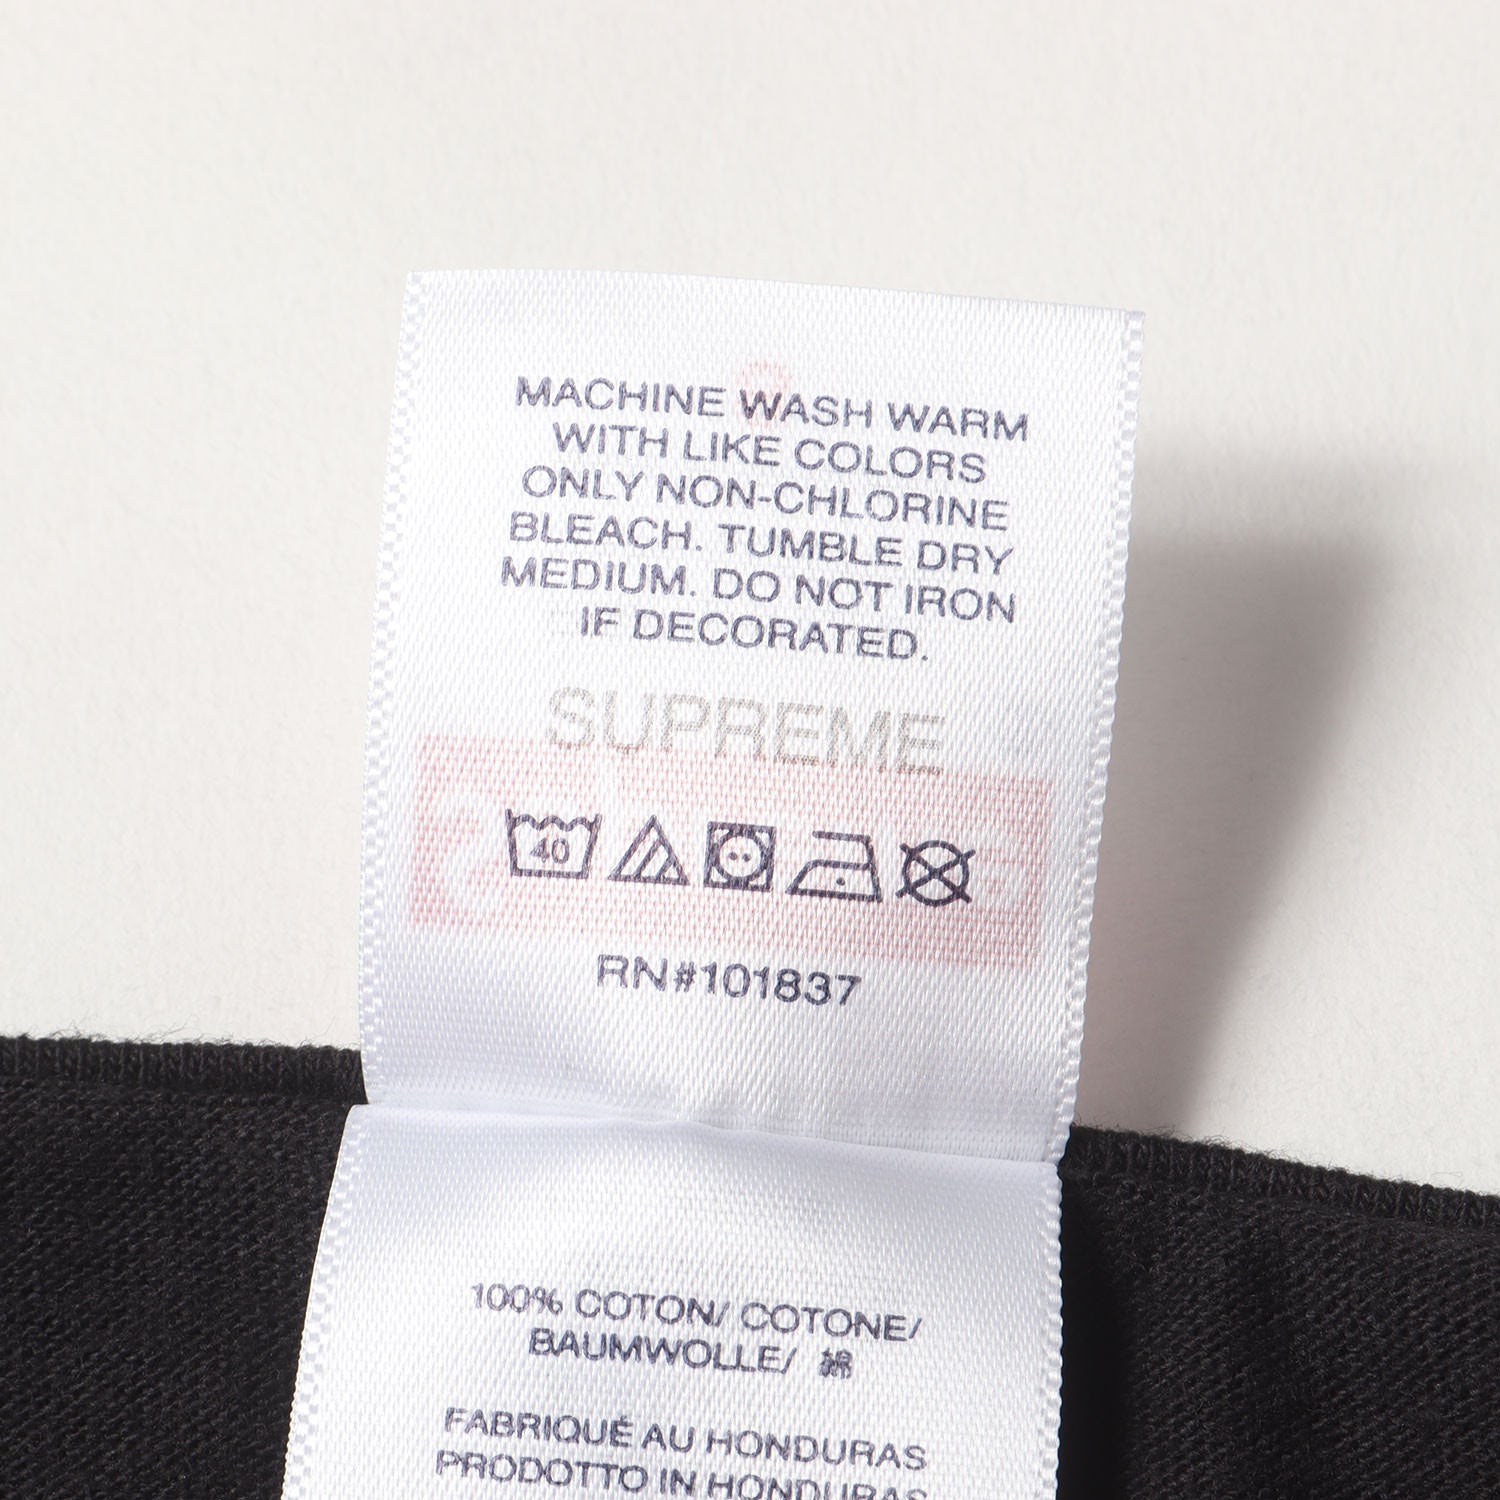 MACHINE WASH WARM
WITH LIKE COLORS
ONLY NON-CHLORINE
BLEACH. TUMBLE DRY
MEDIUM. DO NOT IRON
IF DECORATED.
SUPREME
40
RN#101837
100% COTON/ COTONE/
BAUMWOLLE/ 綿
FABRIQUÉ AU HONDURAS
PRODOTTO IN HONDURAS